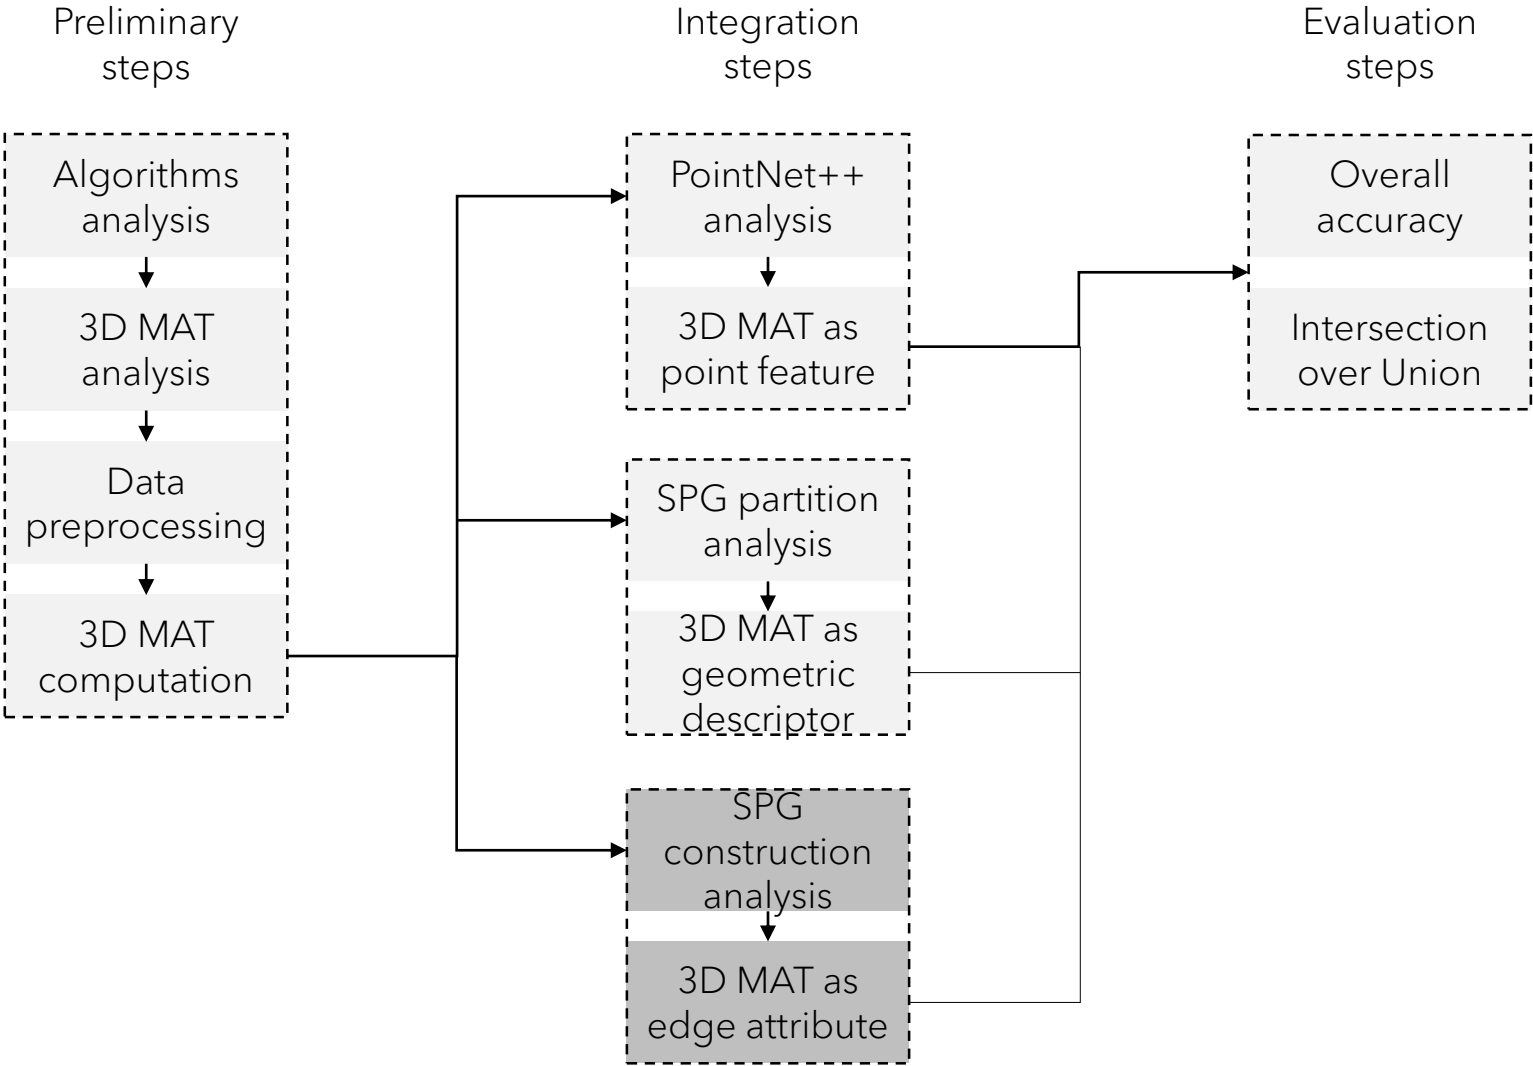 Preliminary
steps
Algorithms
analysis
3D MAT
analysis
Data
preprocessing
3D MAT
computation
Integration
steps
PointNet++
analysis
3D MAT as
point feature
SPG partition
analysis
3D MAT as
geometric
descriptor
SPG
construction
analysis
3D MAT as
edge attribute
Evaluation
steps
Overall
accuracy
Intersection
over Union